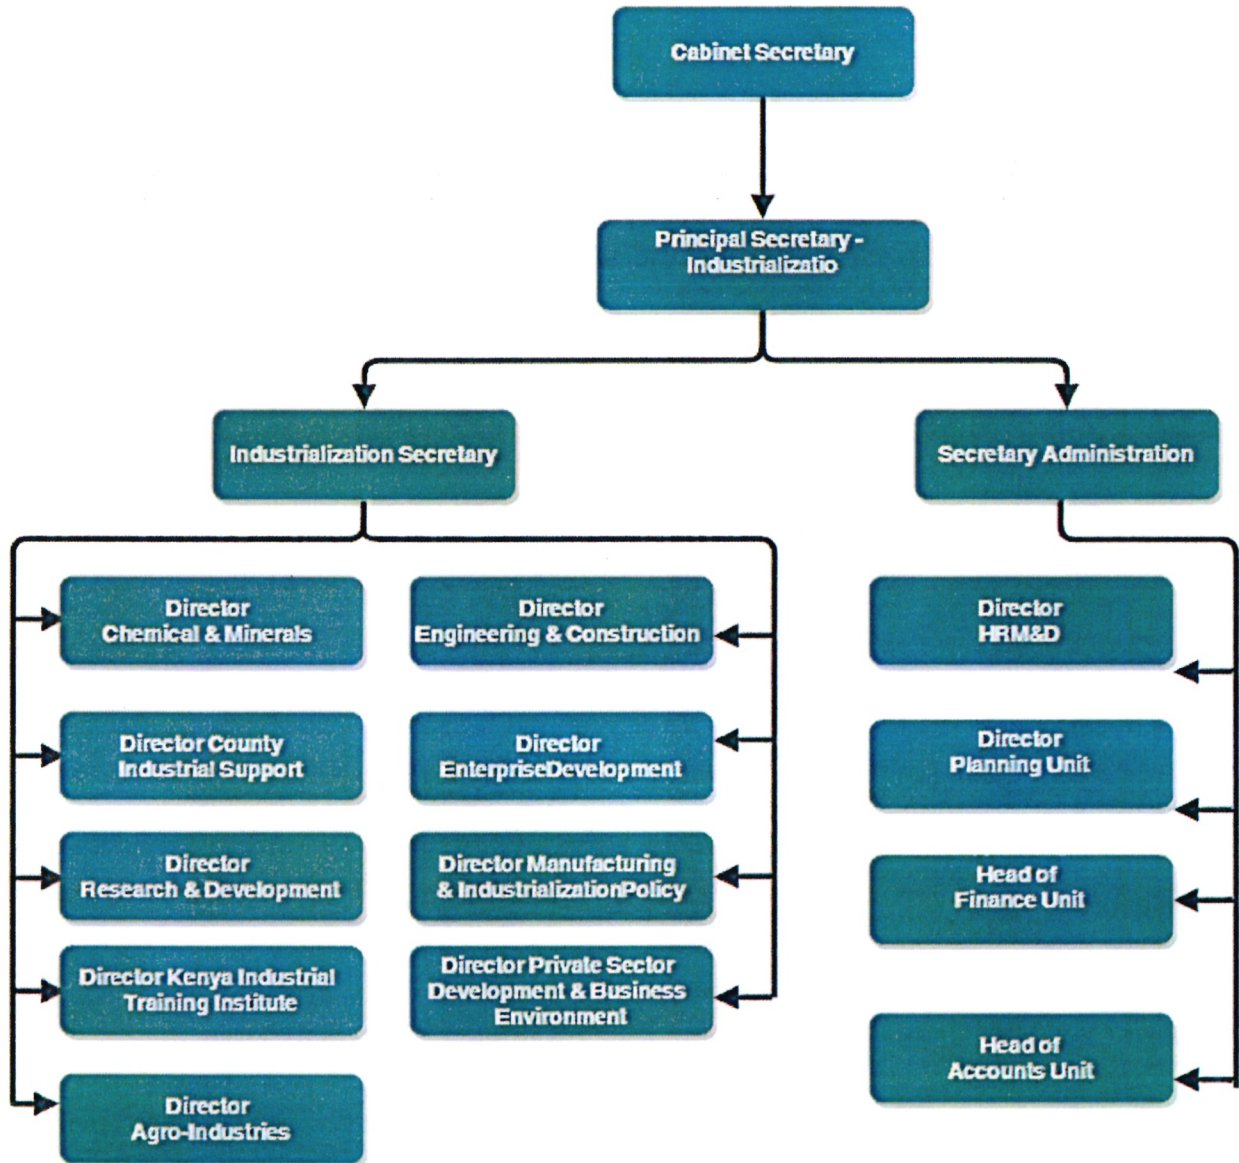 Cabinet Secretary
Principal Secretary -
Industrializatio
Industrialization Secretary
Secretary Administration
Director
Chemical & Minerals
Director
Engineering & Construction
Director
HRM&D
Director County
Industrial Support
Director
EnterpriseDevelopment
Director
Planning Unit
Director
Research & Development
Director Manufacturing
& IndustrializationPolicy
Head of
Finance Unit
Director Kenya Industrial
Training Institute
Director Private Sector
Development & Business
Environment
Head of
Accounts Unit
Director
Agro-Industries